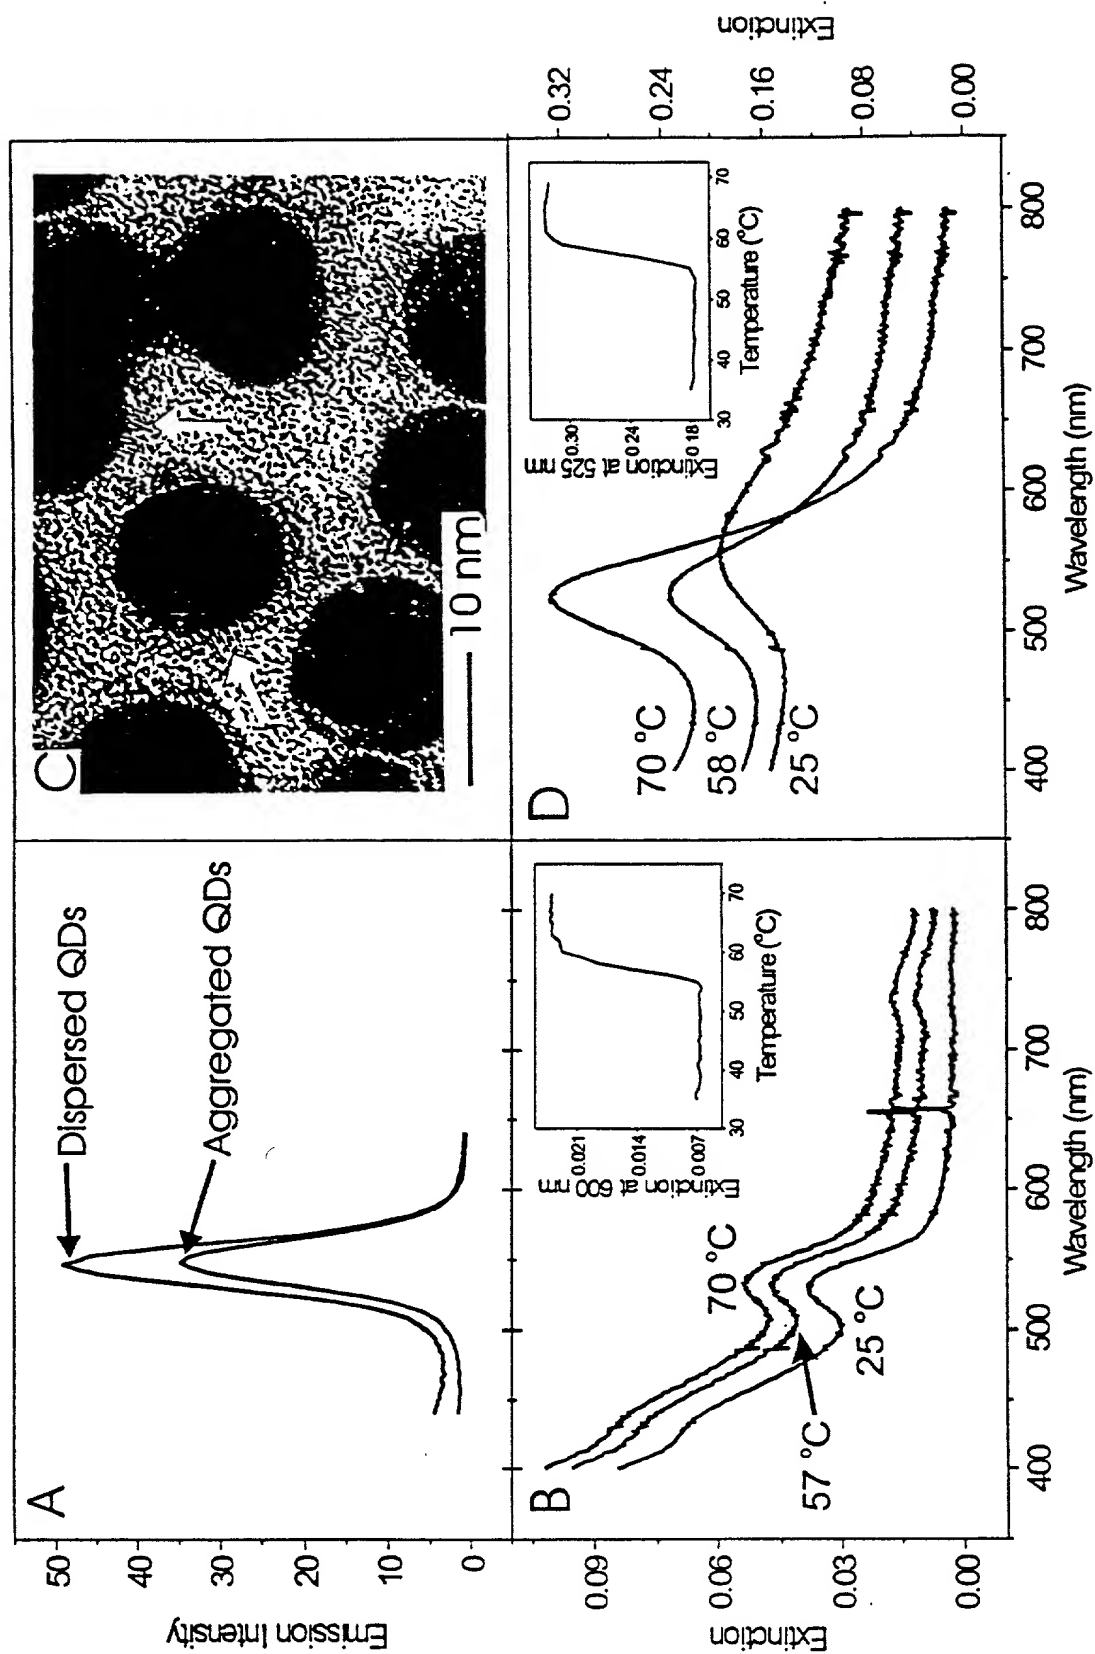 A
Dispersed QDs
Aggregated QDs
50
40
30
20
10
0
Emission Intensity
C
10 nm
B
70 °C
57 °C
25 °C
0.09
0.06
0.03
0.00
Extinction
400
500
600
700
800
Wavelength (nm)
0.021
0.014
0.007
Extinction at 600 nm
30
40
50
60
70
Temperature (°C)
D
70 °C
58 °C
25 °C
0.32
0.24
0.16
0.08
0.00
Extinction
400
500
600
700
800
Wavelength (nm)
0.30
0.24
0.18
Extinction at 525 nm
30
40
50
60
70
Temperature (°C)